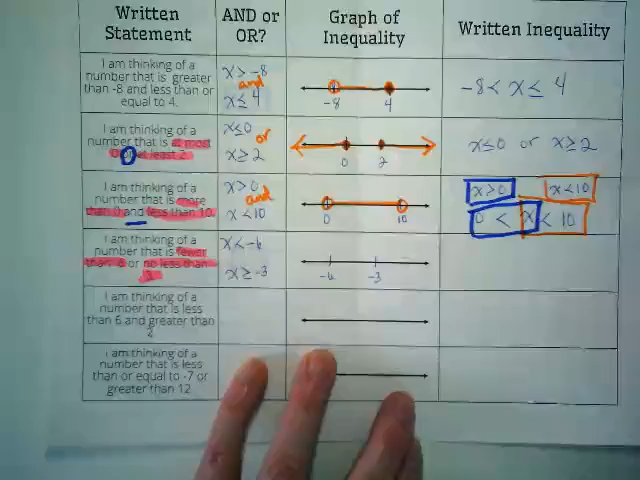 Written Statement
AND or OR?
Graph of Inequality
Written Inequality
I am thinking of a
number that is greater
than -8 and less than or
equal to 4.
x > -8
and
x ≤ 4
-8 4
-8 < x ≤ 4
I am thinking of a
number that is at most
0 or at least 2.
x ≤ 0
or
x ≥ 2
0 2
x ≤ 0 or x ≥ 2
I am thinking of a
number that is more
than 0 and less than 10.
x > 0
and
x < 10
0 10
x > 0 x < 10
0 < x < 10
I am thinking of a
number that is fewer
than -6 or no less than
x < -6
x ≥ -3
-6 -3
I am thinking of a
number that is less
than 6 and greater than
I am thinking of a
number that is less
than or equal to -7 or
greater than 12